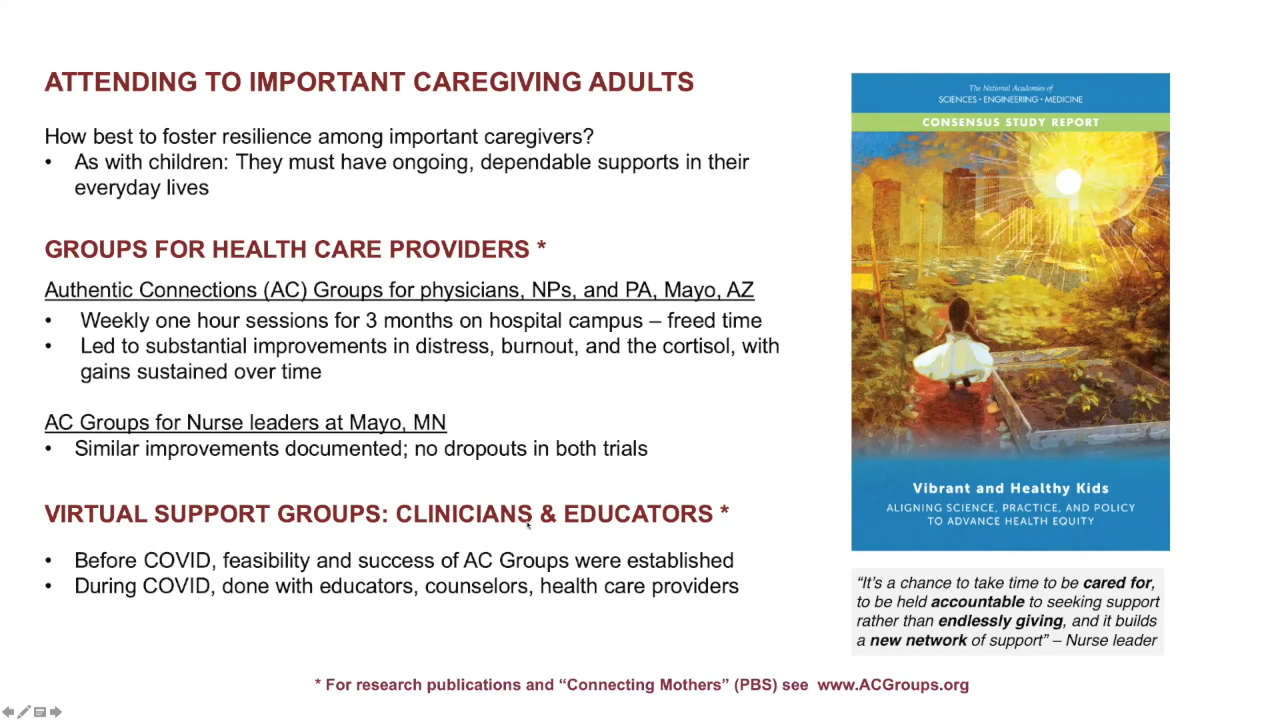 ATTENDING TO IMPORTANT CAREGIVING ADULTS
How best to foster resilience among important caregivers?
• As with children: They must have ongoing, dependable supports in their
everyday lives
GROUPS FOR HEALTH CARE PROVIDERS *
Authentic Connections (AC) Groups for physicians, NPs, and PA, Mayo, AZ
• Weekly one hour sessions for 3 months on hospital campus – freed time
• Led to substantial improvements in distress, burnout, and the cortisol, with
gains sustained over time
AC Groups for Nurse leaders at Mayo, MN
• Similar improvements documented; no dropouts in both trials
VIRTUAL SUPPORT GROUPS: CLINICIANS & EDUCATORS *
• Before COVID, feasibility and success of AC Groups were established
• During COVID, done with educators, counselors, health care providers
The National Academies of
SCIENCES • ENGINEERING • MEDICINE
CONSENSUS STUDY REPORT
Vibrant and Healthy Kids
ALIGNING SCIENCE, PRACTICE, AND POLICY
TO ADVANCE HEALTH EQUITY
“It’s a chance to take time to be cared for,
to be held accountable to seeking support
rather than endlessly giving, and it builds
a new network of support” – Nurse leader
* For research publications and “Connecting Mothers” (PBS) see www.ACGroups.org